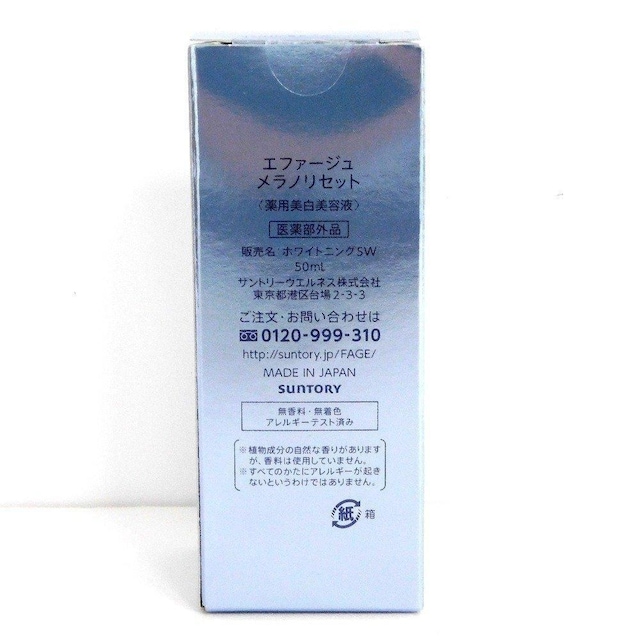 エファージュ
メラノリセット
〈薬用美白美容液〉
医薬部外品
販売名 ホワイトニングSW
50mL
サントリーウエルネス株式会社
東京都港区台場2-3-3
ご注文・お問い合わせは
0120-999-310
http://suntory.jp/FAGE/
MADE IN JAPAN
SUNTORY
無香料・無着色
アレルギーテスト済み
※植物成分の自然な香りがあります
が、香料は使用していません。
※すべてのかたにアレルギーが起き
ないというわけではありません。
紙 箱